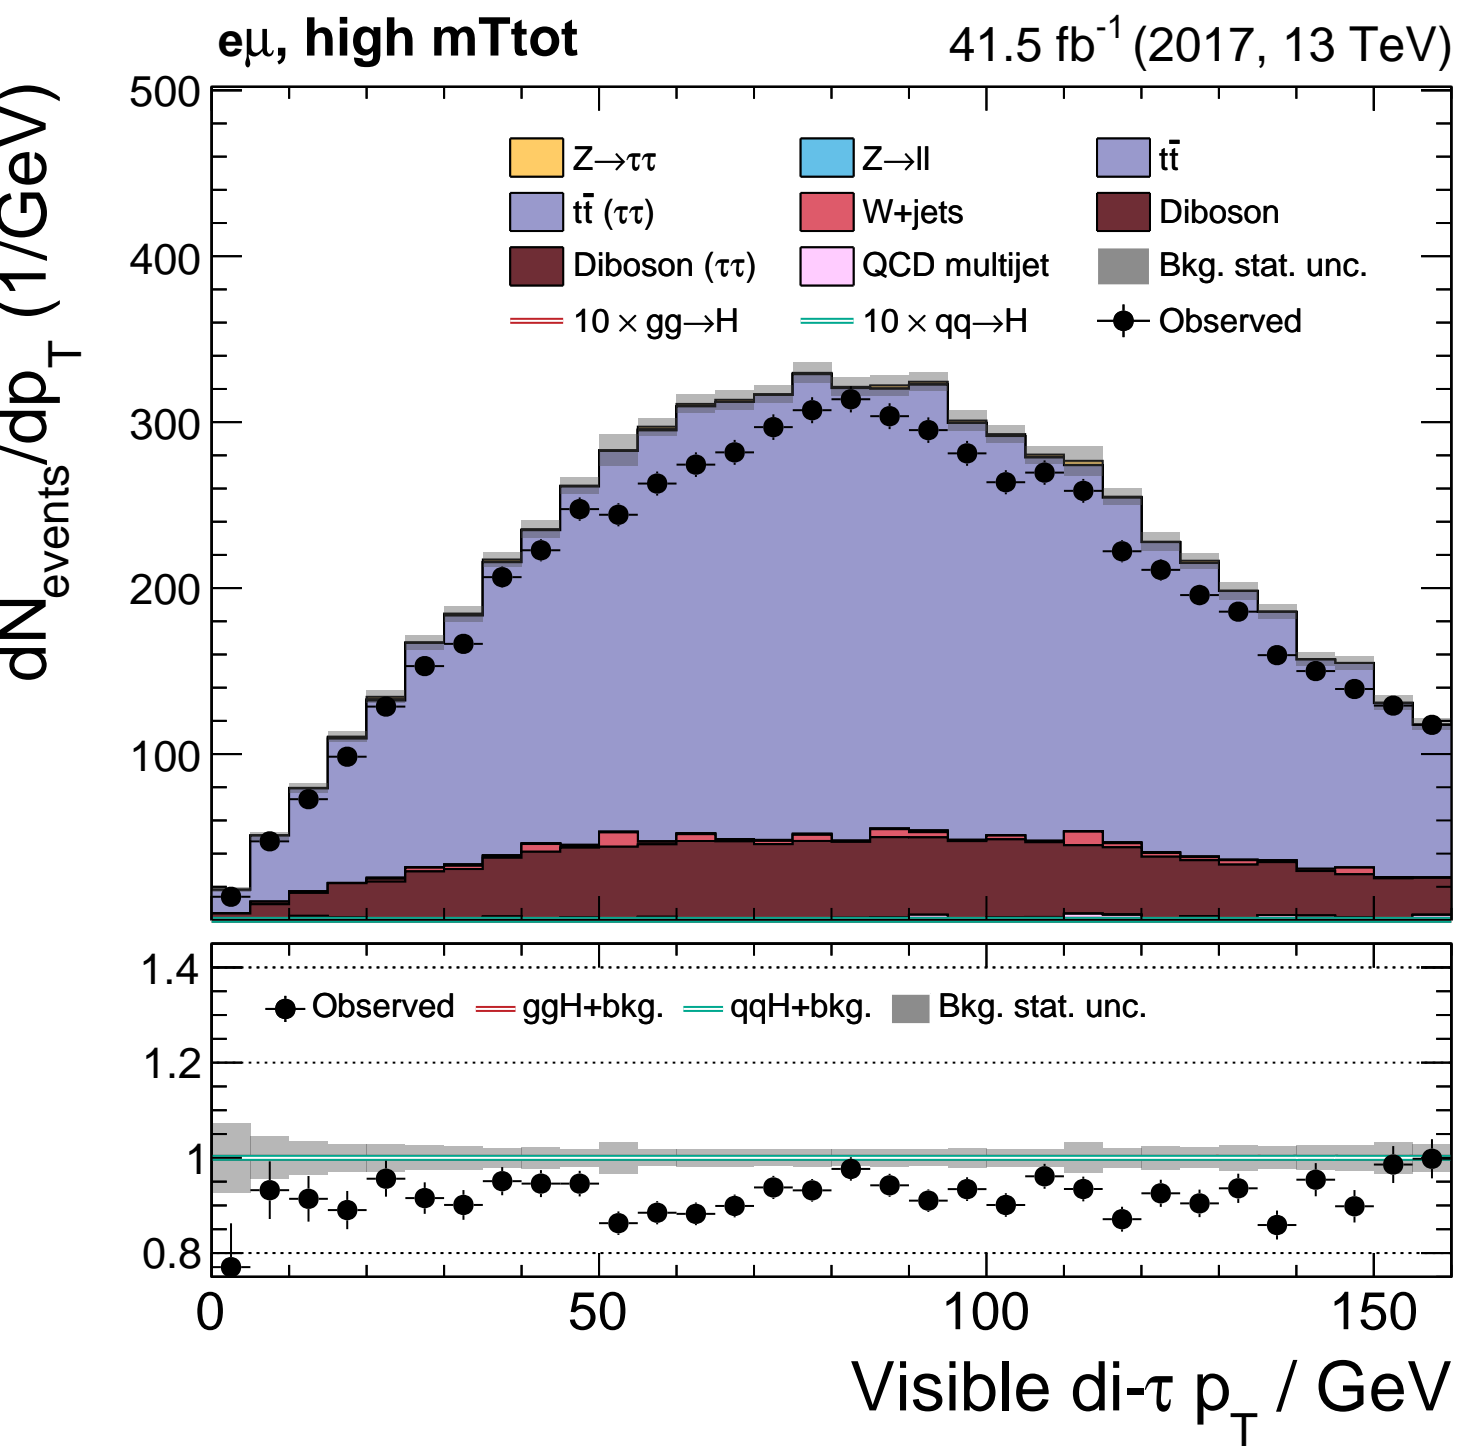 eμ, high mTtot
41.5 fb⁻¹ (2017, 13 TeV)
dN_events/dp_T (1/GeV)
500
400
300
200
100
Z→ττ Z→ll tt̄
tt̄ (ττ) W+jets Diboson
Diboson (ττ) QCD multijet Bkg. stat. unc.
10 × gg→H 10 × qq→H Observed
1.4
1.2
1
0.8
Observed ggH+bkg. qqH+bkg. Bkg. stat. unc.
0 50 100 150
Visible di-τ p_T / GeV